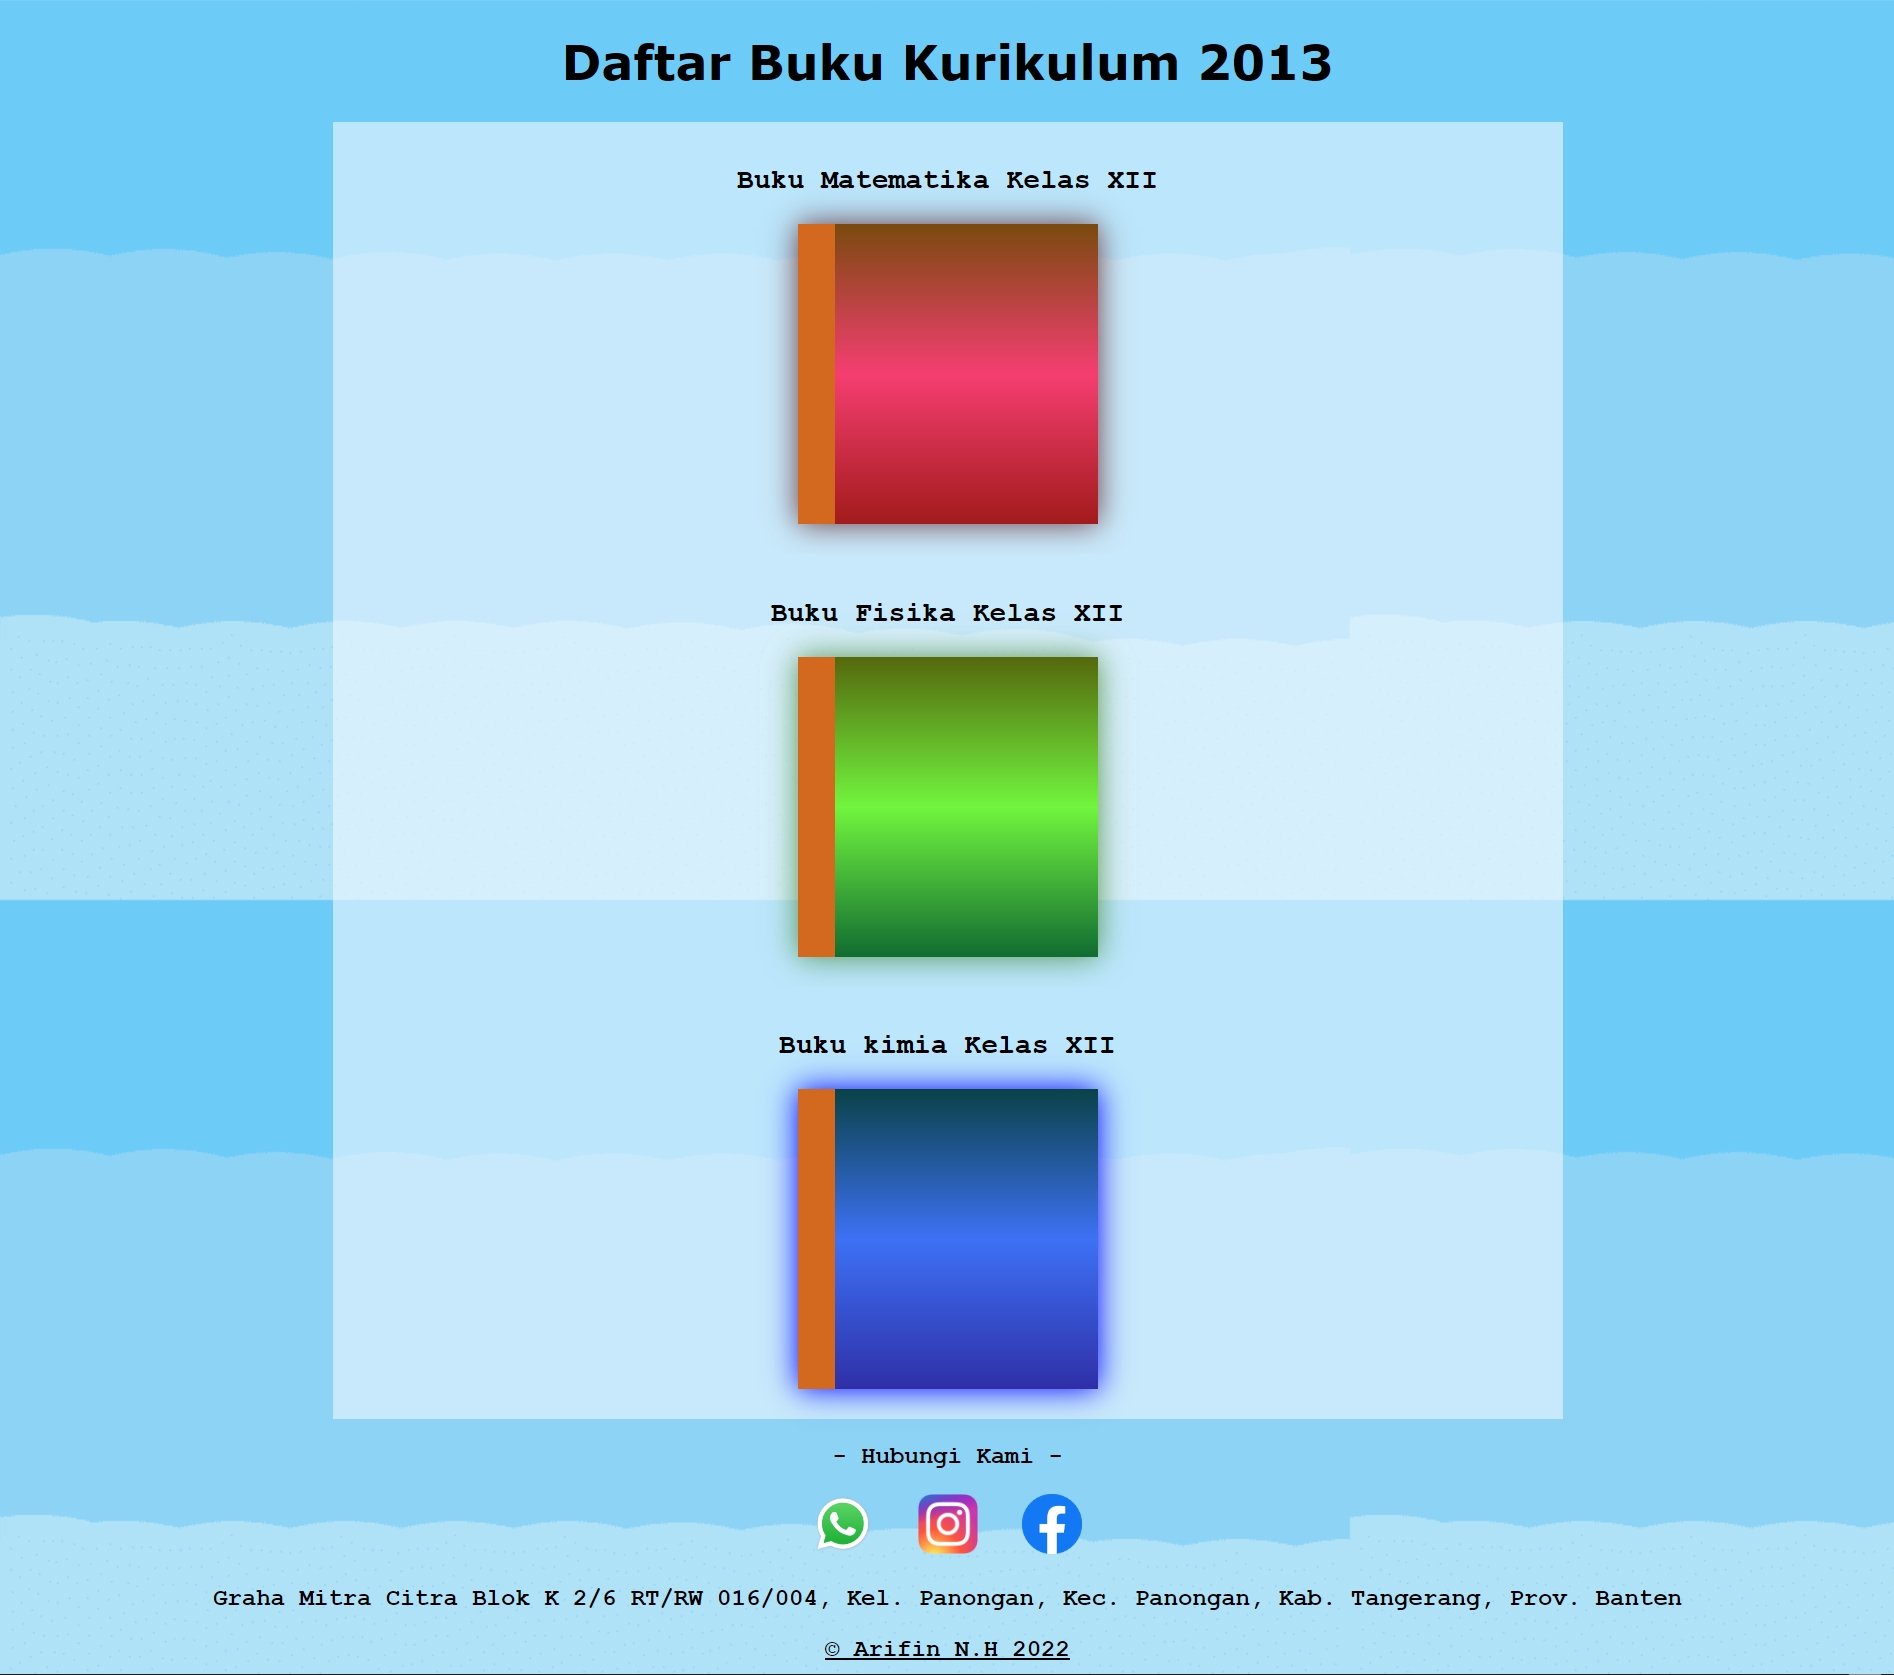 Daftar Buku Kurikulum 2013
Buku Matematika Kelas XII
Buku Fisika Kelas XII
Buku kimia Kelas XII
- Hubungi Kami -
Graha Mitra Citra Blok K 2/6 RT/RW 016/004, Kel. Panongan, Kec. Panongan, Kab. Tangerang, Prov. Banten
© Arifin N.H 2022